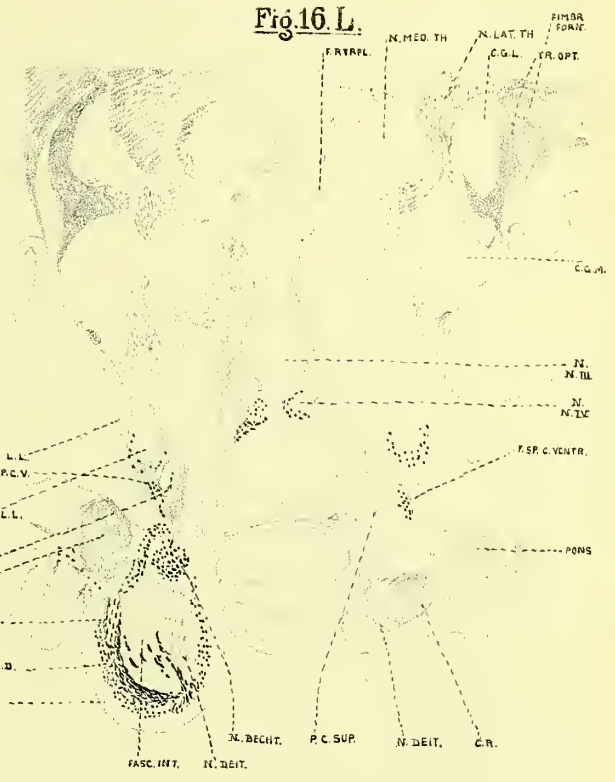 Fig. 16. L.
FIMBR
FORN.
N. MED. TH
N. LAT. TH
F. RTRFL.
C.G.L.
TR. OPT.
C.G.M.
N.
N. III.
N.
N. IV.
L.L.
P.C.V.
F. SP. C. VENTR.
L.L.
PONS
D.
N. BECHT.
P.C. SUP.
N. DEIT.
C.R.
FASC. INT.
N. DEIT.